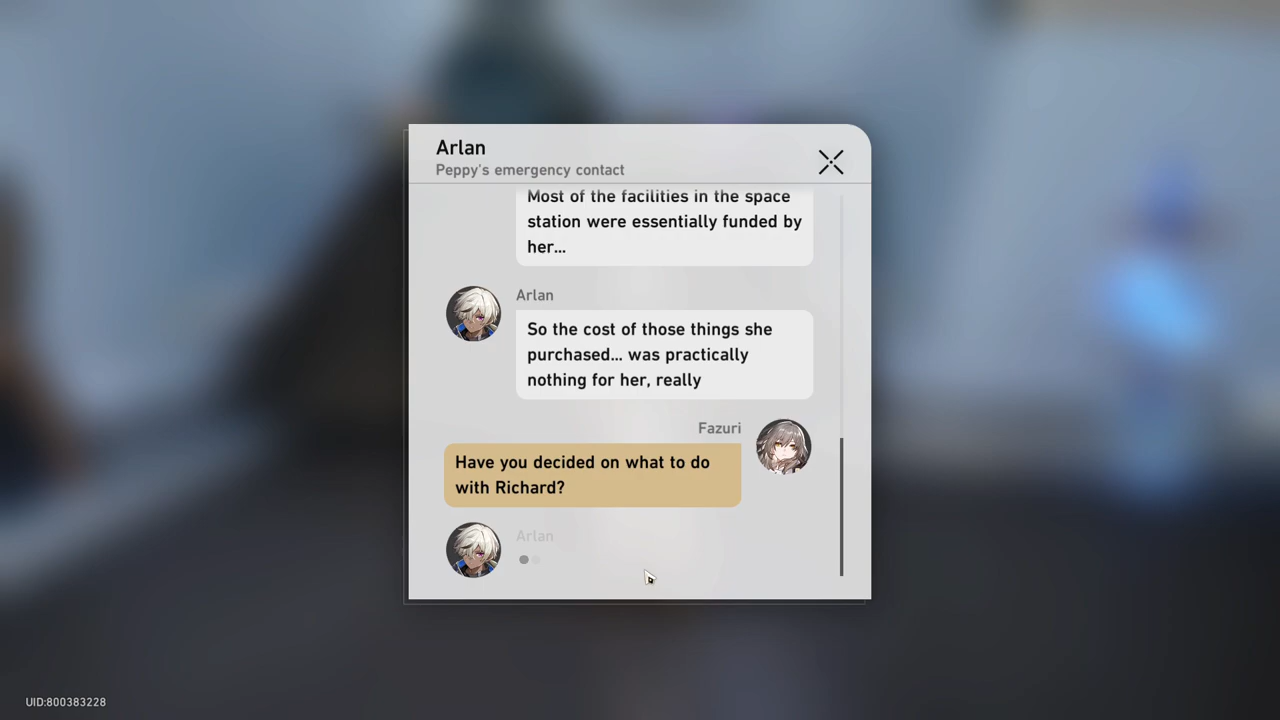 Arlan
Peppy's emergency contact
Most of the facilities in the space
station were essentially funded by
her...
Arlan
So the cost of those things she
purchased... was practically
nothing for her, really
Fazuri
Have you decided on what to do
with Richard?
Arlan
UID:800383228